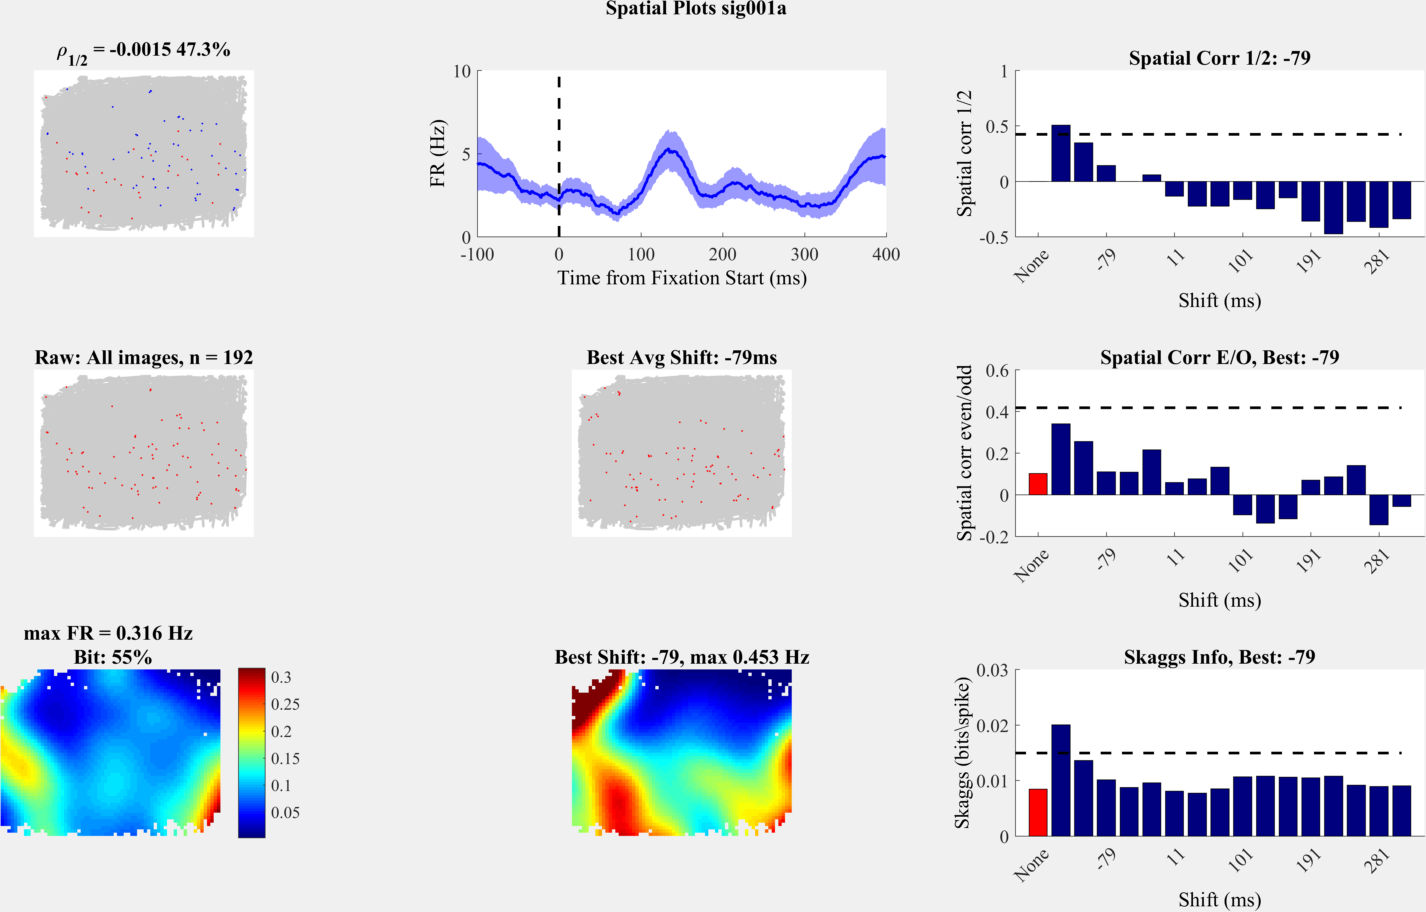 Spatial Plots sig001a
ρ1/2 = -0.0015 47.3%
10
5
0
FR (Hz)
-100
0
100
200
300
400
Time from Fixation Start (ms)
Spatial Corr 1/2: -79
1
0.5
0
-0.5
Spatial corr 1/2
None
-79
11
101
191
281
Shift (ms)
Raw: All images, n = 192
Best Avg Shift: -79ms
Spatial Corr E/O, Best: -79
0.6
0.4
0.2
0
-0.2
Spatial corr even/odd
None
-79
11
101
191
281
Shift (ms)
max FR = 0.316 Hz
Bit: 55%
0.3
0.25
0.2
0.15
0.1
0.05
Best Shift: -79, max 0.453 Hz
Skaggs Info, Best: -79
0.03
0.02
0.01
0
Skaggs (bits\spike)
None
-79
11
101
191
281
Shift (ms)